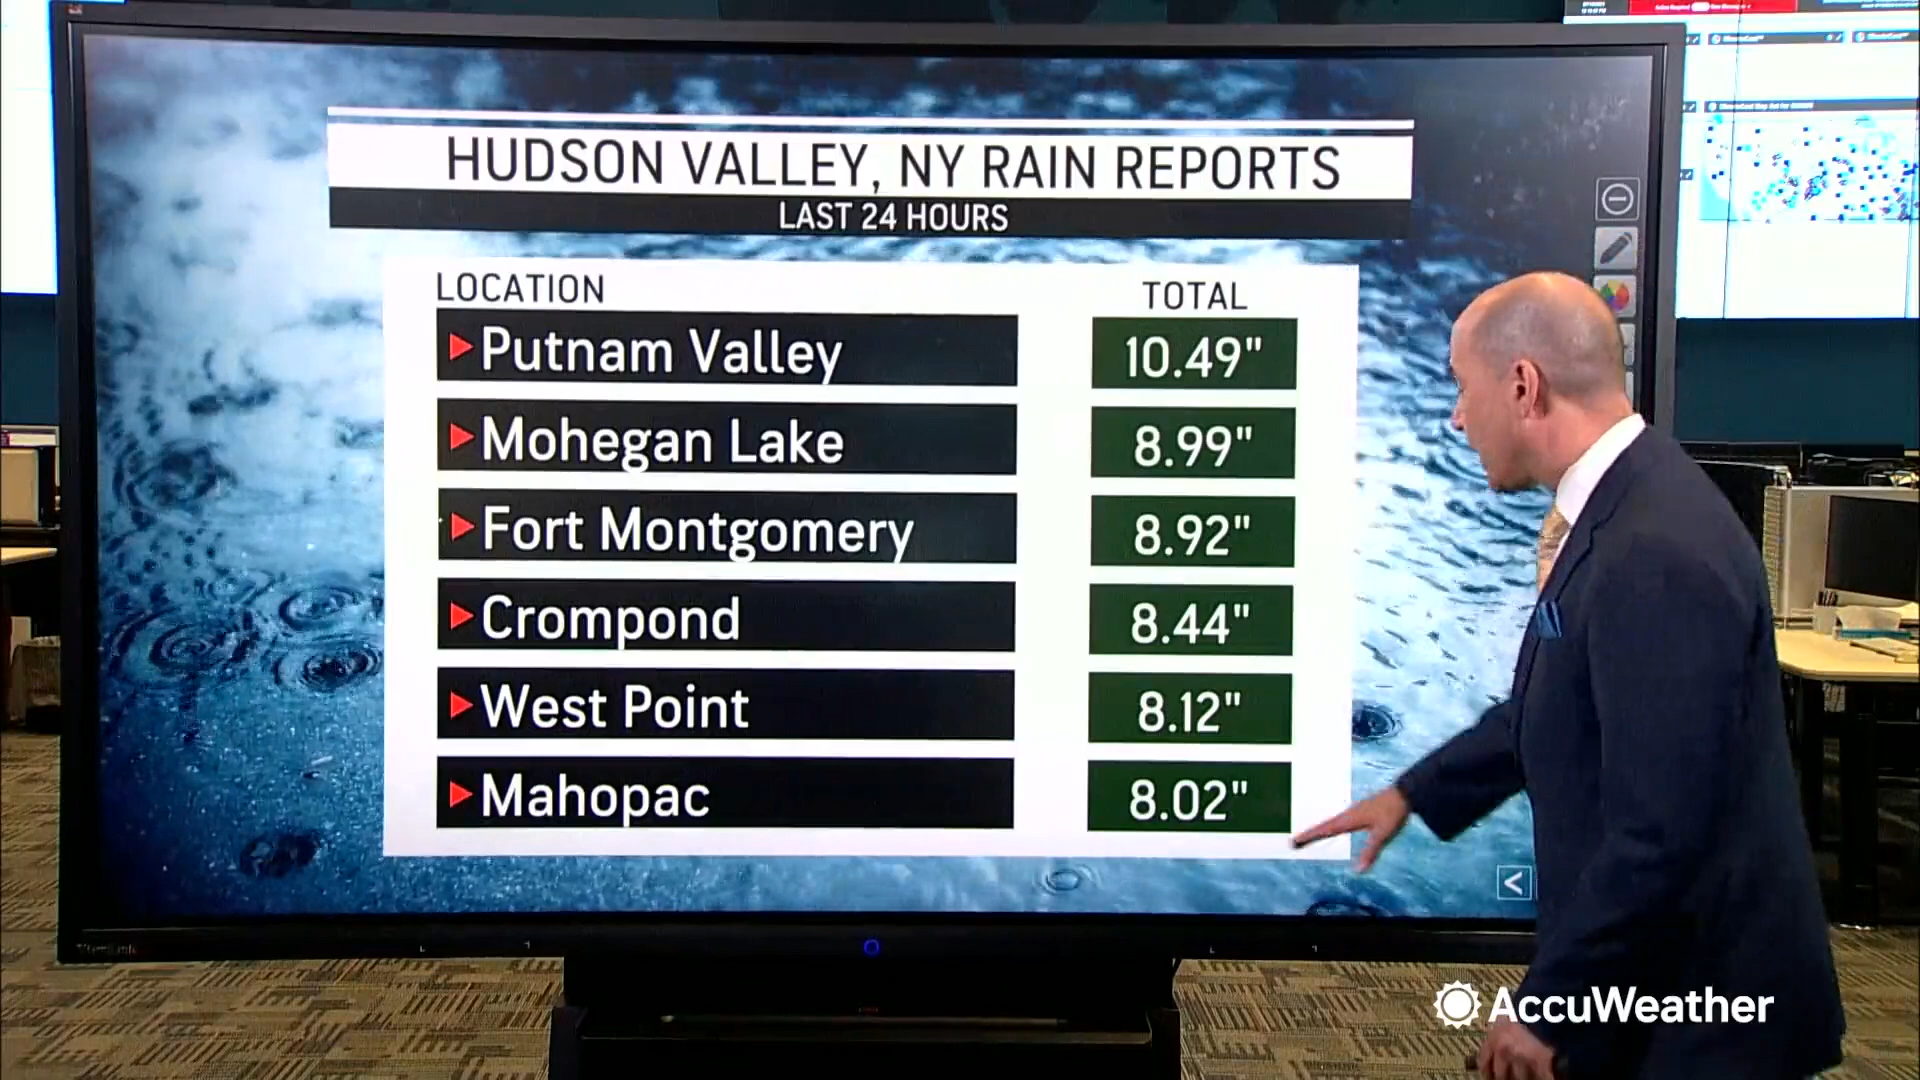 HUDSON VALLEY, NY RAIN REPORTS
LAST 24 HOURS
LOCATION TOTAL
Putnam Valley 10.49"
Mohegan Lake 8.99"
Fort Montgomery 8.92"
Crompond 8.44"
West Point 8.12"
Mahopac 8.02"
<
AccuWeather